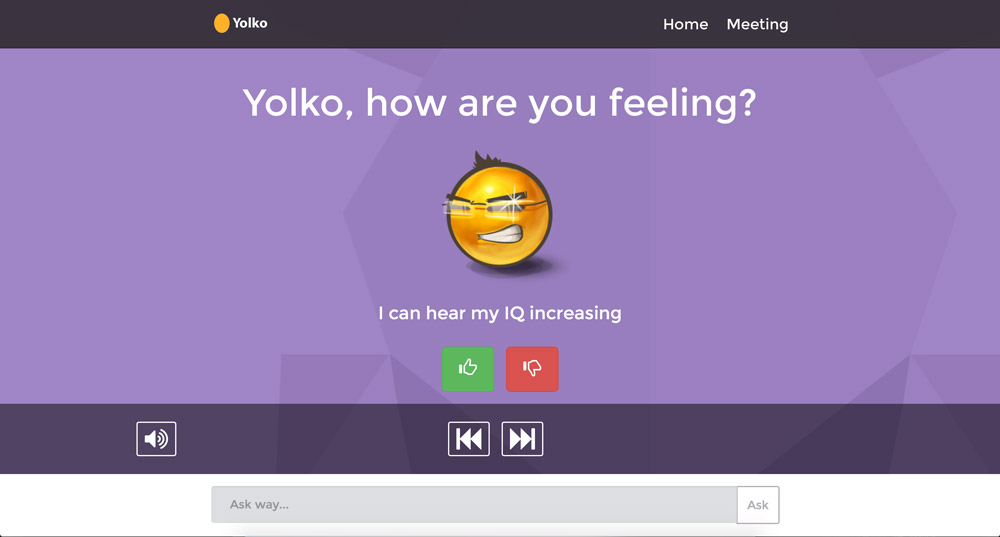 Yolko
Home
Meeting
Yolko, how are you feeling?
I can hear my IQ increasing
Ask way...
Ask